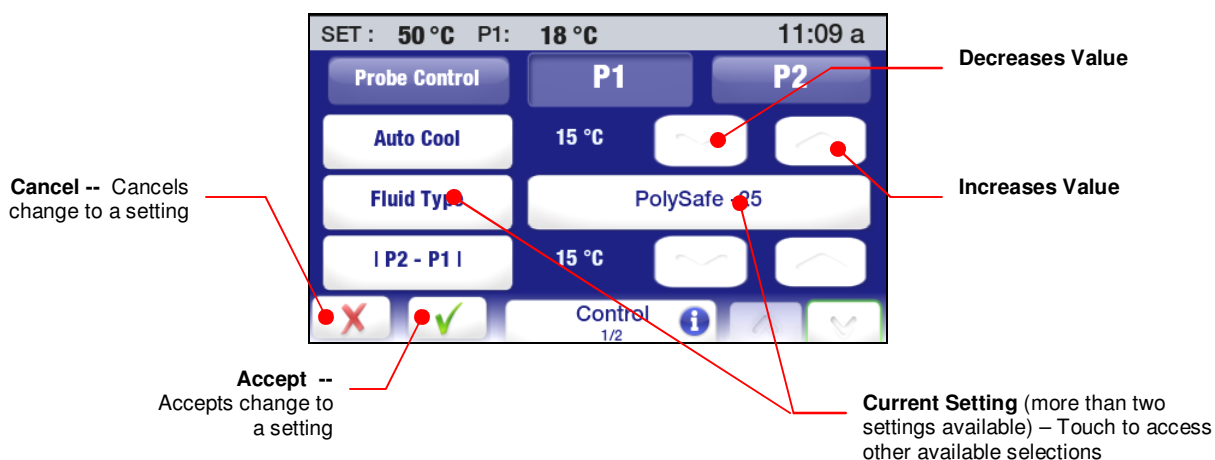 SET : 50 °C P1: 18 °C 11:09 a
Probe Control P1 P2
Auto Cool 15 °C
Fluid Type PolySafe -25
I P2 - P1 I 15 °C
Control
1/2
Decreases Value
Increases Value
Cancel -- Cancels
change to a setting
Accept --
Accepts change to
a setting
Current Setting (more than two
settings available) – Touch to access
other available selections